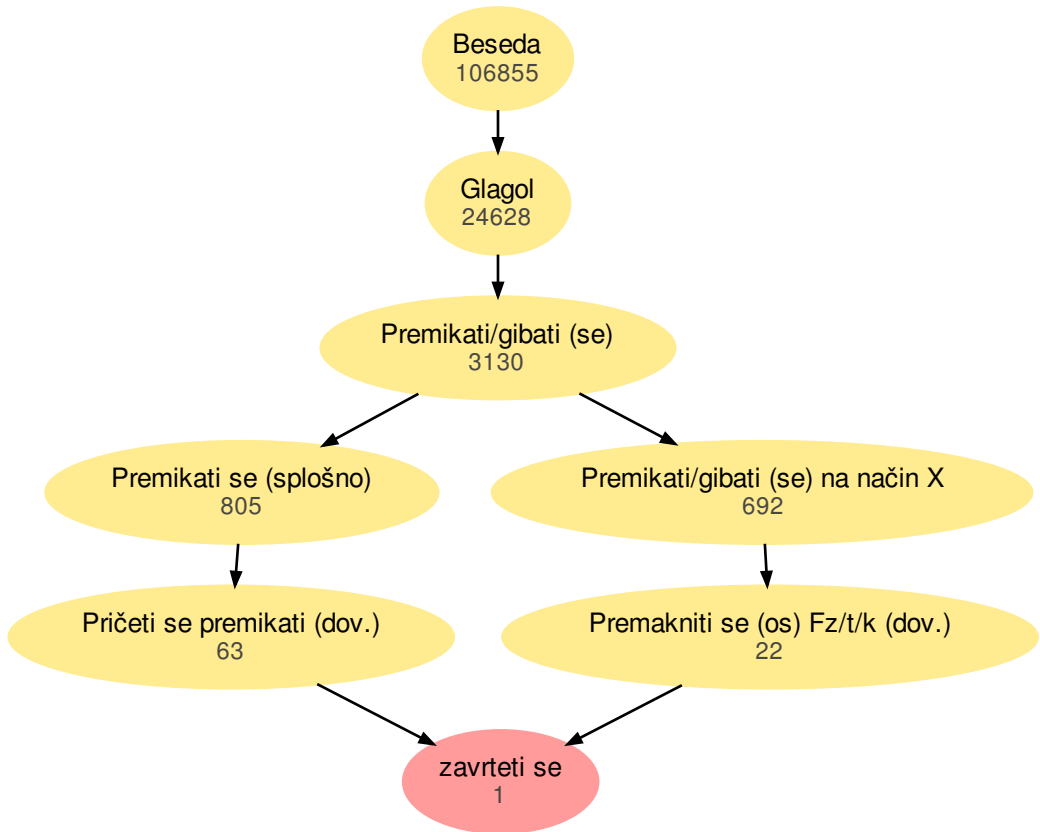 Beseda
106855
Glagol
24628
Premikati/gibati (se)
3130
Premikati se (splošno)
805
Premikati/gibati (se) na način X
692
Pričeti se premikati (dov.)
63
Premakniti se (os) Fz/t/k (dov.)
22
zavrteti se
1